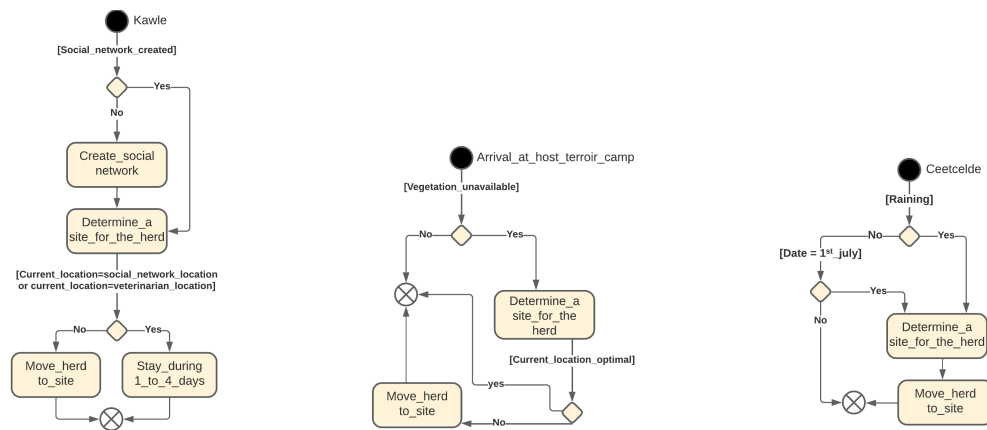 Kawle
[Social_network_created]
Yes
No
Create_social
network
Determine_a
site_for_the_herd
[Current_location=social_network_location
or current_location=veterinarian_location]
No
Yes
Move_herd
to_site
Stay_during
1_to_4_days
Arrival_at_host_terroir_camp
[Vegetation_unavailable]
No
Yes
Determine_a
site_for_the
herd
[Current_location_optimal]
yes
Move_herd
to_site
No
Ceetcelde
[Raining]
No
Yes
[Date = 1st_july]
Yes
No
Determine_a
site_for_the_herd
Move_herd
to_site